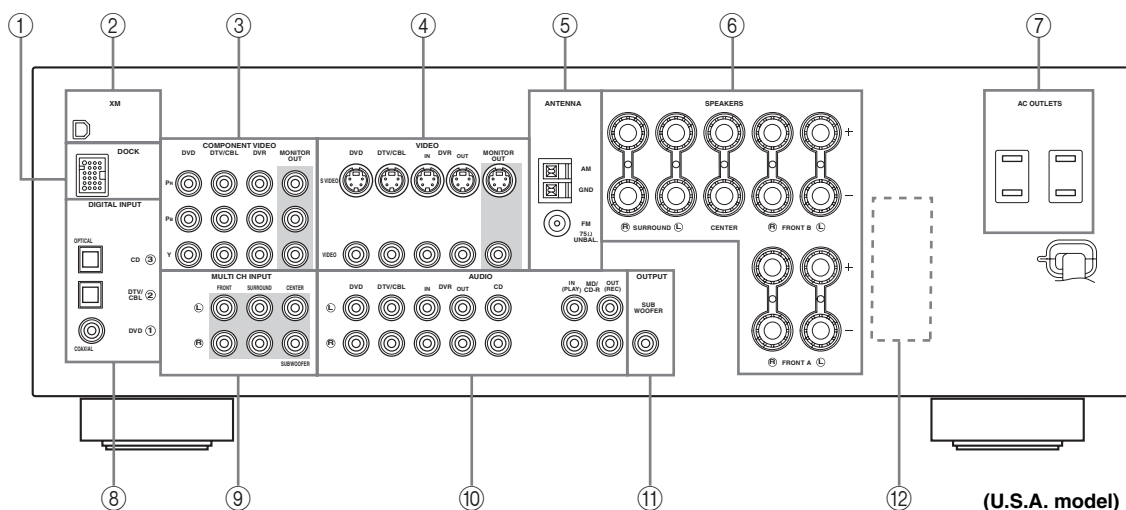 ① ② ③ ④ ⑤ ⑥ ⑦
XM
DOCK
DIGITAL INPUT
OPTICAL
CD ③
DTV/
CBL ②
DVD ①
COAXIAL
COMPONENT VIDEO
DVD DTV/CBL DVR MONITOR
OUT
PR
PB
Y
VIDEO
DVD DTV/CBL IN DVR OUT MONITOR
OUT
S VIDEO
VIDEO
ANTENNA
AM
GND
FM
75Ω
UNBAL.
SPEAKERS
+
–
Ⓡ SURROUND Ⓛ CENTER Ⓡ FRONT B Ⓛ
+
–
Ⓡ FRONT A Ⓛ
AC OUTLETS
MULTI CH INPUT
FRONT SURROUND CENTER
Ⓛ
Ⓡ
SUBWOOFER
AUDIO
DVD DTV/CBL IN DVR OUT CD IN
(PLAY) MD/
CD-R OUT
(REC)
Ⓛ
Ⓡ
OUTPUT
SUB
WOOFER
⑧ ⑨ ⑩ ⑪ ⑫
(U.S.A. model)